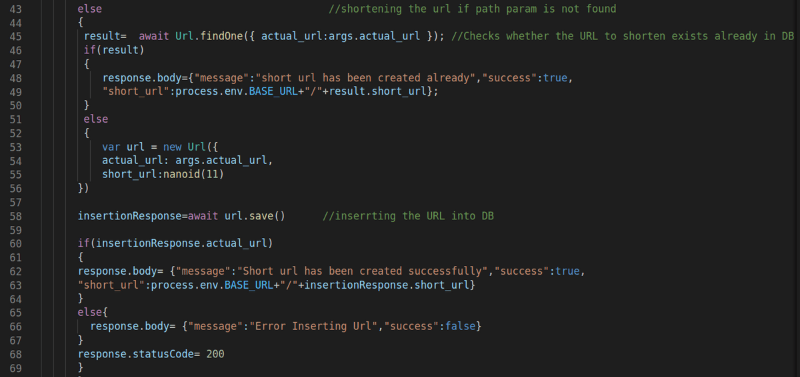 43 else //shortening the url if path param is not found
44 {
45 result= await Url.findOne({ actual_url:args.actual_url }); //Checks whether the URL to shorten exists already in DB
46 if(result)
47 {
48 response.body={"message":"short url has been created already","success":true,
49 "short_url":process.env.BASE_URL+"/"+result.short_url};
50 }
51 else
52 {
53 var url = new Url({
54 actual_url: args.actual_url,
55 short_url:nanoid(11)
56 })
57
58 insertionResponse=await url.save() //inserrting the URL into DB
59
60 if(insertionResponse.actual_url)
61 {
62 response.body= {"message":"Short url has been created successfully","success":true,
63 "short_url":process.env.BASE_URL+"/"+insertionResponse.short_url}
64 }
65 else{
66 response.body= {"message":"Error Inserting Url","success":false}
67 }
68 response.statusCode= 200
69 }